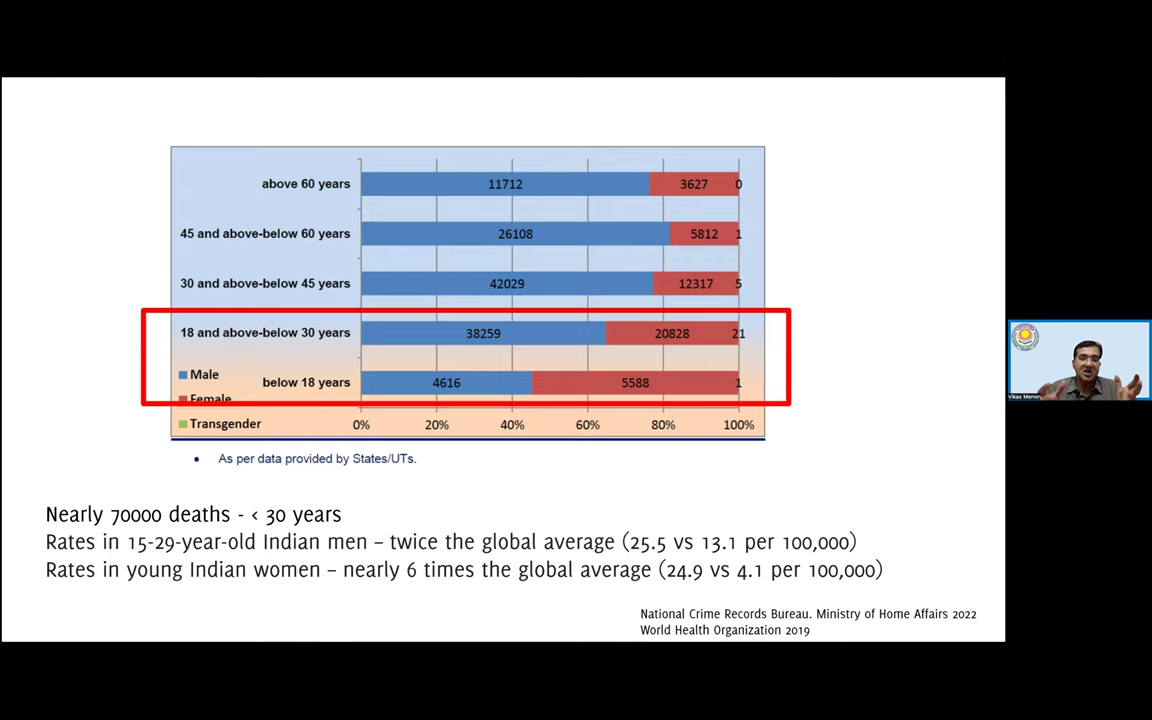 above 60 years 11712 3627 0
45 and above-below 60 years 26108 5812 1
30 and above-below 45 years 42029 12317 5
18 and above-below 30 years 38259 20828 21
below 18 years 4616 5588 1
Male
Female
Transgender
0% 20% 40% 60% 80% 100%
• As per data provided by States/UTs.
Nearly 70000 deaths - < 30 years
Rates in 15-29-year-old Indian men – twice the global average (25.5 vs 13.1 per 100,000)
Rates in young Indian women – nearly 6 times the global average (24.9 vs 4.1 per 100,000)
National Crime Records Bureau. Ministry of Home Affairs 2022
World Health Organization 2019
Vikas Menon